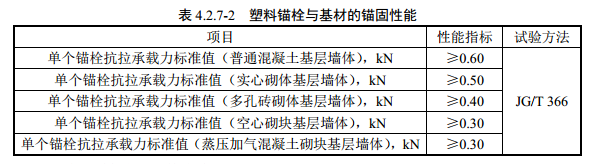 表 4.2.7-2 塑料锚栓与基材的锚固性能
项目 性能指标 试验方法
单个锚栓抗拉承载力标准值（普通混凝土基层墙体），kN ≥0.60
单个锚栓抗拉承载力标准值（实心砌体基层墙体），kN ≥0.50
单个锚栓抗拉承载力标准值（多孔砖砌体基层墙体），kN ≥0.40 JG/T 366
单个锚栓抗拉承载力标准值（空心砌块基层墙体），kN ≥0.30
单个锚栓抗拉承载力标准值（蒸压加气混凝土砌块基层墙体），kN ≥0.30